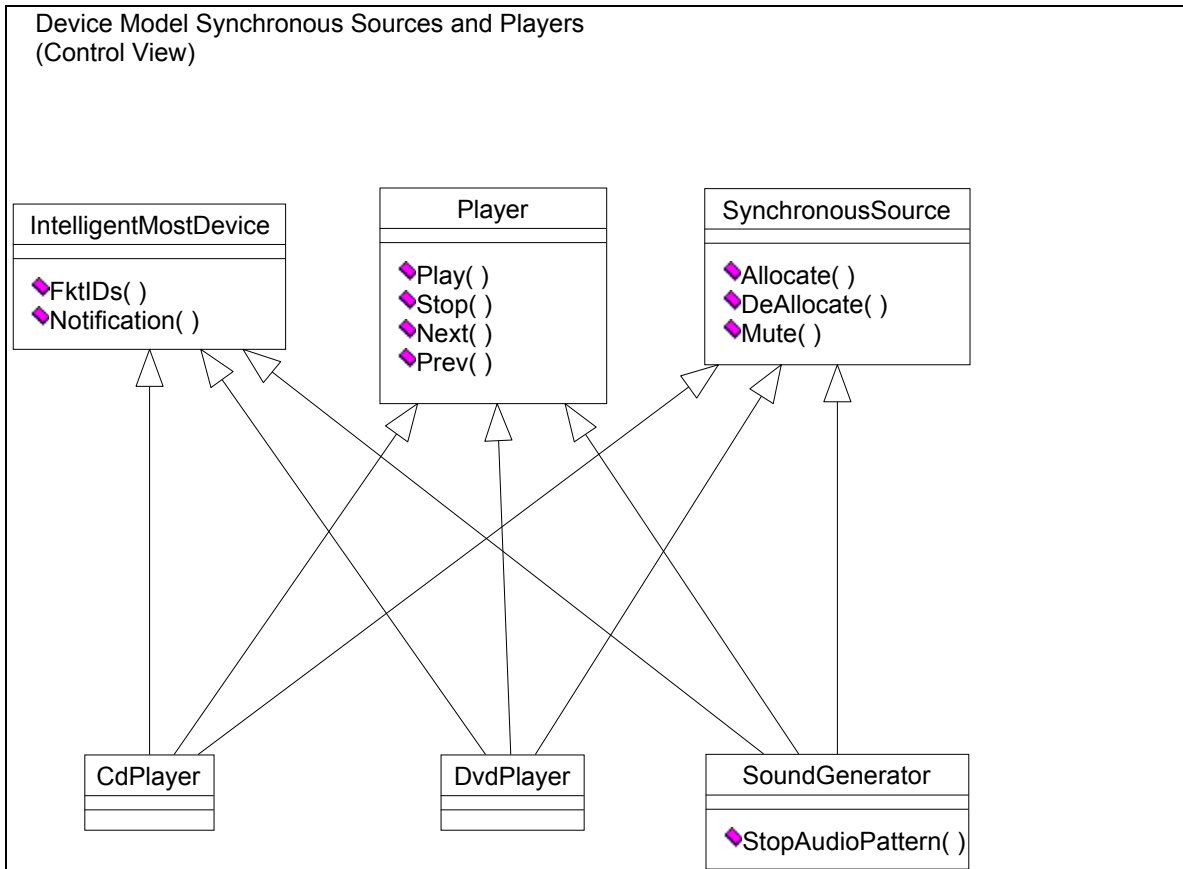 Device Model Synchronous Sources and Players
(Control View)
IntelligentMostDevice
FktIDs( )
Notification( )
Player
Play( )
Stop( )
Next( )
Prev( )
SynchronousSource
Allocate( )
DeAllocate( )
Mute( )
CdPlayer
DvdPlayer
SoundGenerator
StopAudioPattern( )